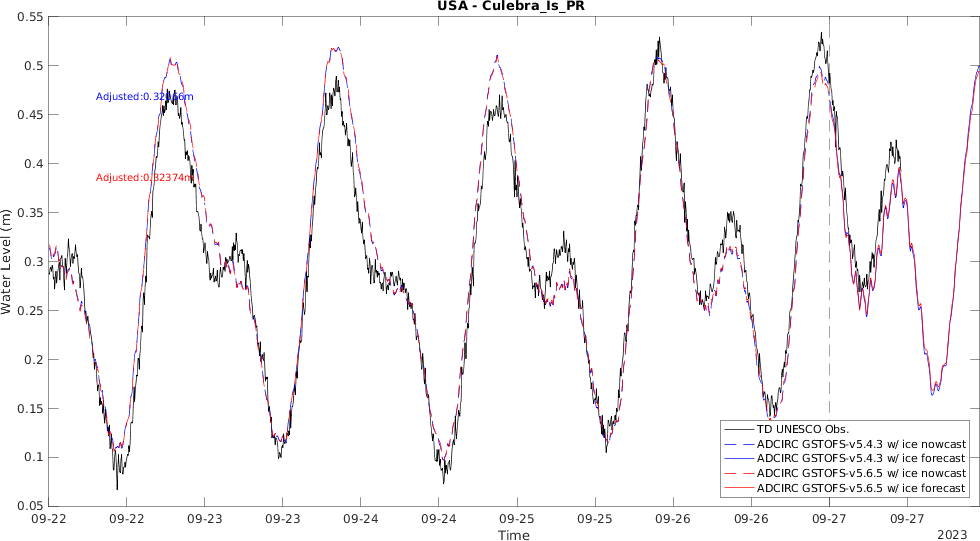 USA - Culebra_Is_PR
0.55
0.5
0.45
0.4
0.35
0.3
0.25
0.2
0.15
0.1
0.05
Water Level (m)
Adjusted:0.32066m
Adjusted:0.32374m
TD UNESCO Obs.
ADCIRC GSTOFS-v5.4.3 w/ ice nowcast
ADCIRC GSTOFS-v5.4.3 w/ ice forecast
ADCIRC GSTOFS-v5.6.5 w/ ice nowcast
ADCIRC GSTOFS-v5.6.5 w/ ice forecast
09-22 09-22 09-23 09-23 09-24 09-24 09-25 09-25 09-26 09-26 09-27 09-27
Time
2023